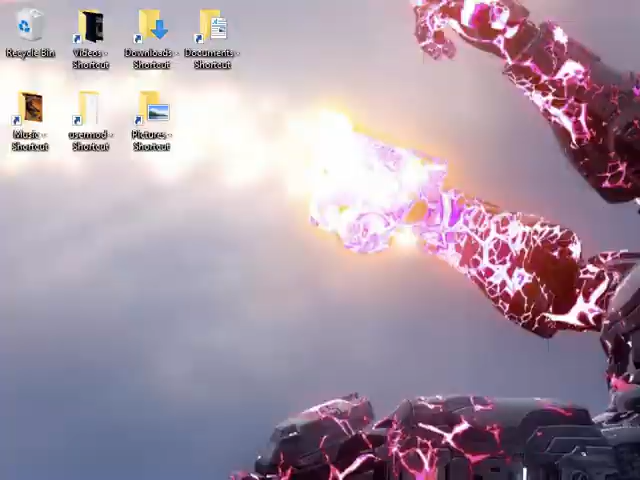 Recycle Bin
Videos - Shortcut
Downloads - Shortcut
Documents - Shortcut
Music - Shortcut
usermod - Shortcut
Pictures - Shortcut